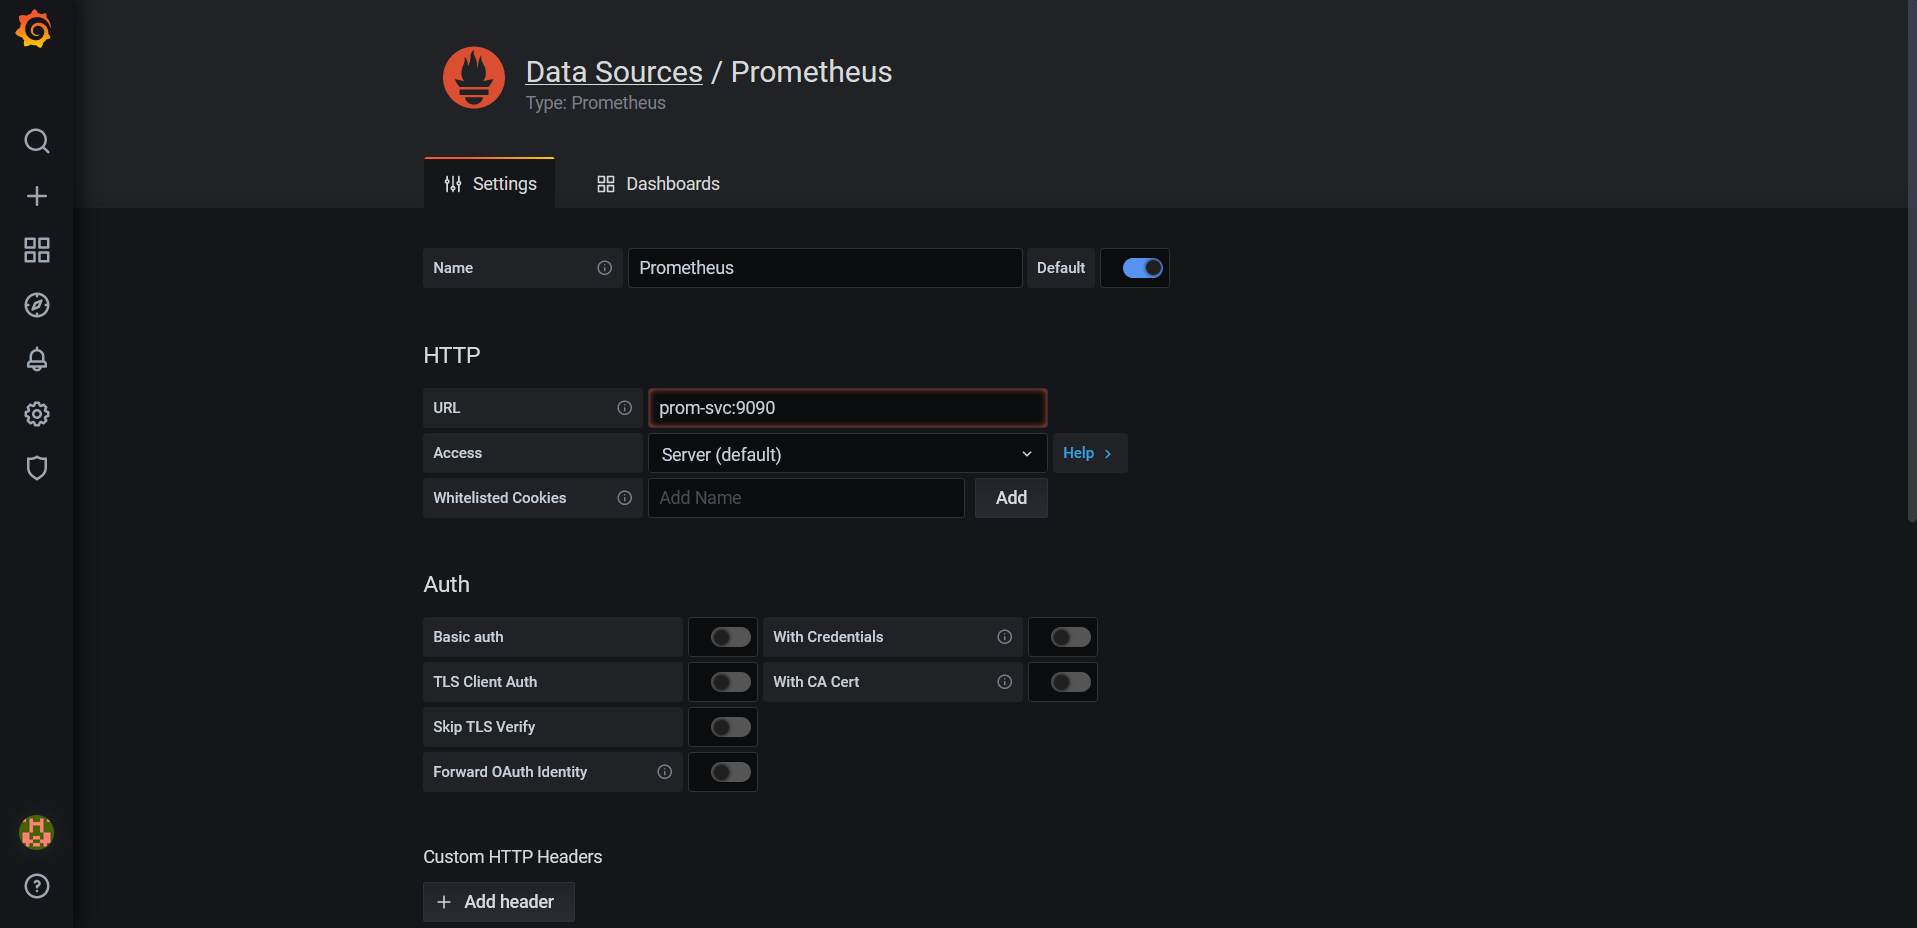 Data Sources / Prometheus
Type: Prometheus
Settings
Dashboards
Name
Prometheus
Default
HTTP
URL
prom-svc:9090
Access
Server (default)
Help
Whitelisted Cookies
Add Name
Add
Auth
Basic auth
With Credentials
TLS Client Auth
With CA Cert
Skip TLS Verify
Forward OAuth Identity
Custom HTTP Headers
Add header